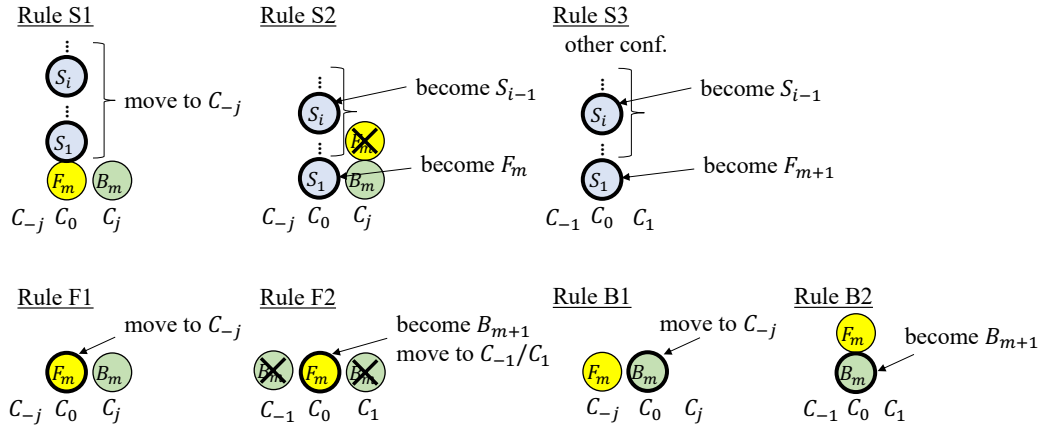 Rule S1
⋮
S_i
⋮
S_1
F_m B_m
move to C_{-j}
C_{-j} C_0 C_j
Rule S2
⋮
S_i
become S_{i-1}
⋮
F_m
S_1
B_m
become F_m
C_{-j} C_0 C_j
Rule S3
other conf.
⋮
S_i
become S_{i-1}
⋮
S_1
become F_{m+1}
C_{-1} C_0 C_1
Rule F1
move to C_{-j}
F_m B_m
C_{-j} C_0 C_j
Rule F2
become B_{m+1}
move to C_{-1}/C_1
B_m F_m B_m
C_{-1} C_0 C_1
Rule B1
move to C_{-j}
F_m B_m
C_{-j} C_0 C_j
Rule B2
F_m
become B_{m+1}
B_m
C_{-1} C_0 C_1